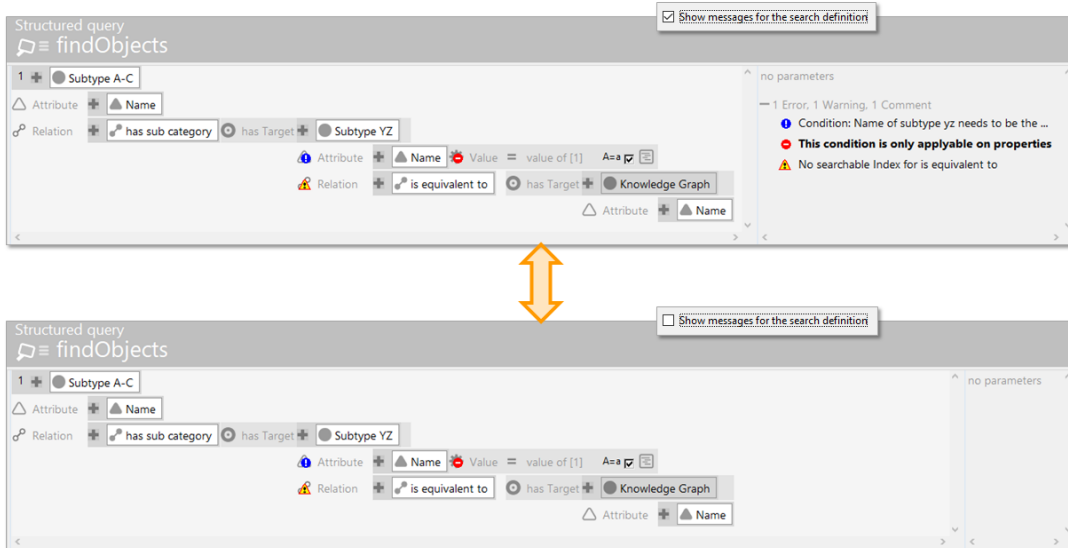 Show messages for the search definition
Structured query
findObjects
1 Subtype A-C
no parameters
Attribute Name
1 Error, 1 Warning, 1 Comment
Relation has sub category has Target Subtype YZ
Condition: Name of subtype yz needs to be the ...
Attribute Name Value = value of [1] A=a
This condition is only applyable on properties
Relation is equivalent to has Target Knowledge Graph
No searchable Index for is equivalent to
Attribute Name
Show messages for the search definition
Structured query
findObjects
1 Subtype A-C
no parameters
Attribute Name
Relation has sub category has Target Subtype YZ
Attribute Name Value = value of [1] A=a
Relation is equivalent to has Target Knowledge Graph
Attribute Name